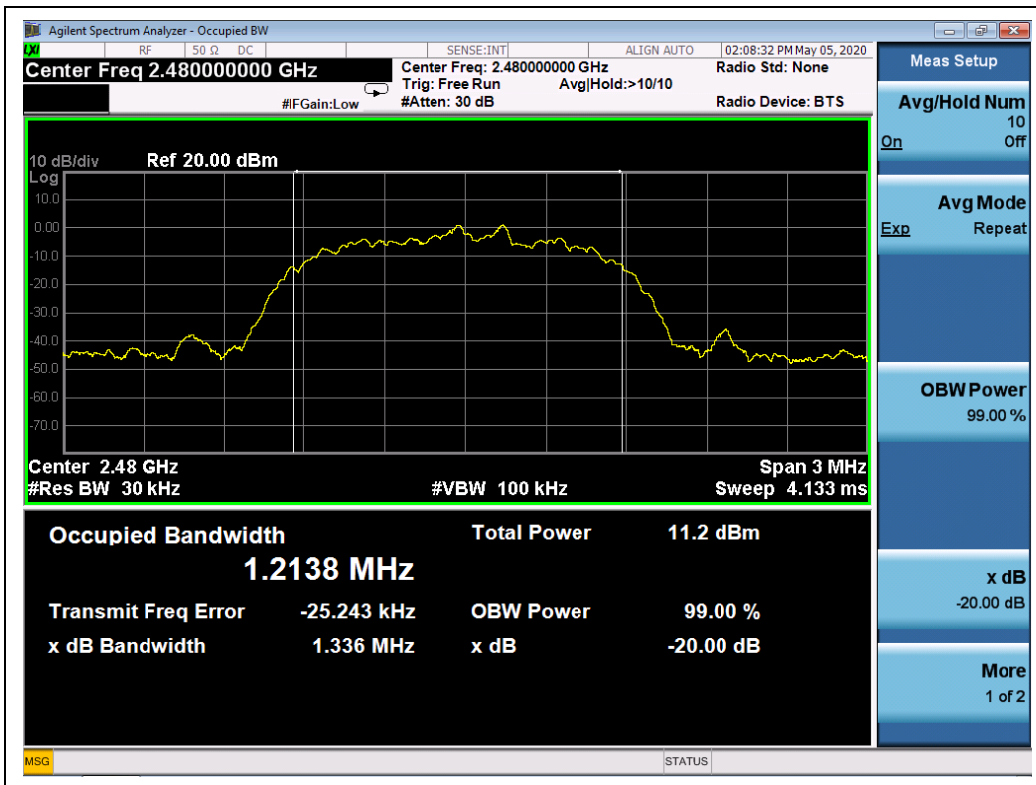 Agilent Spectrum Analyzer - Occupied BW
LXI RF 50 Ω DC SENSE:INT ALIGN AUTO 02:08:32 PM May 05, 2020
Center Freq 2.480000000 GHz
Center Freq: 2.480000000 GHz
Radio Std: None
Trig: Free Run Avg|Hold:>10/10
#IFGain:Low
#Atten: 30 dB
Radio Device: BTS
10 dB/div Ref 20.00 dBm
Log
10.0
0.00
-10.0
-20.0
-30.0
-40.0
-50.0
-60.0
-70.0
Center 2.48 GHz Span 3 MHz
#Res BW 30 kHz #VBW 100 kHz Sweep 4.133 ms
Occupied Bandwidth Total Power 11.2 dBm
1.2138 MHz
Transmit Freq Error -25.243 kHz OBW Power 99.00 %
x dB Bandwidth 1.336 MHz x dB -20.00 dB
Meas Setup
Avg/Hold Num
10
On Off
Avg Mode
Exp Repeat
OBW Power
99.00 %
x dB
-20.00 dB
More
1 of 2
MSG STATUS